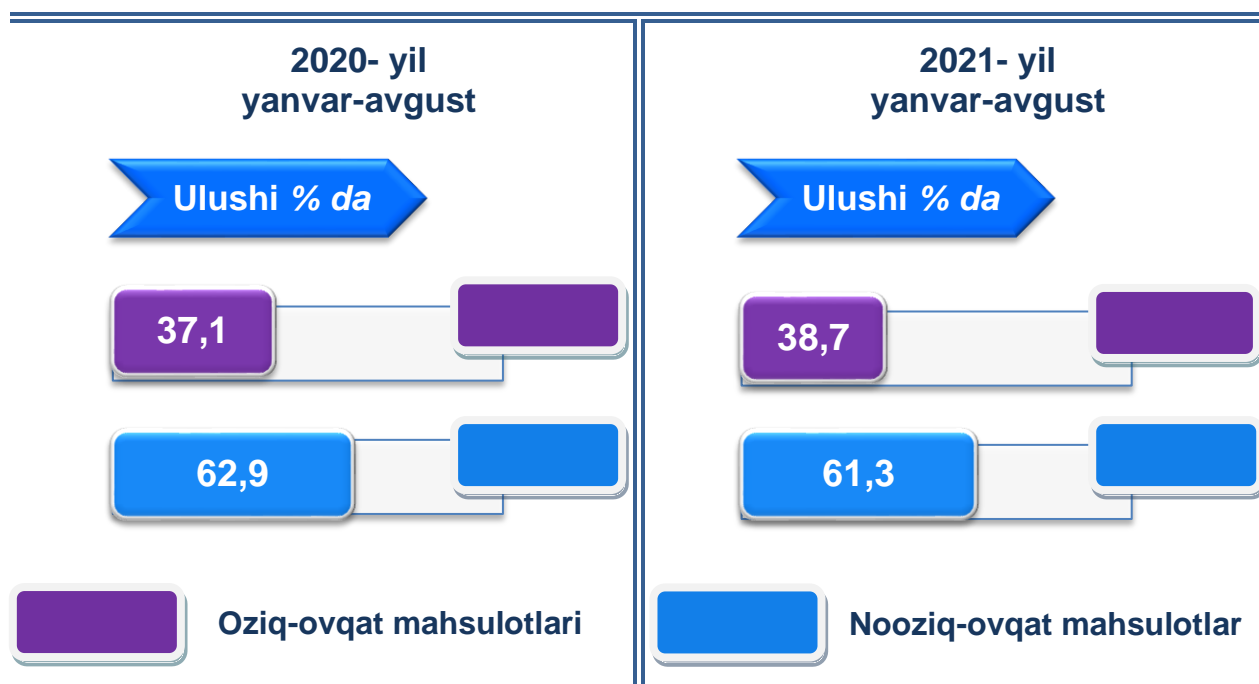 2020- yil
yanvar-avgust
Ulushi % da
37,1
62,9
Oziq-ovqat mahsulotlari
2021- yil
yanvar-avgust
Ulushi % da
38,7
61,3
Nooziq-ovqat mahsulotlar